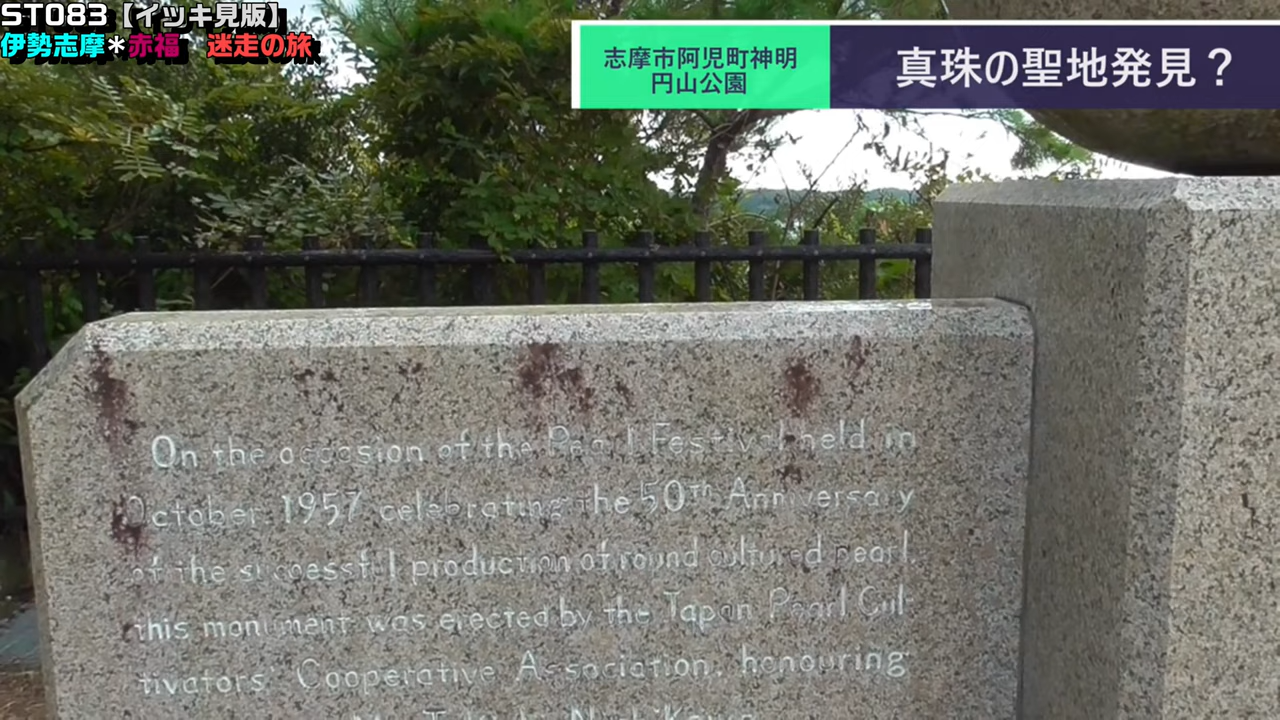 ST083【イッキ見版】
伊勢志摩*赤福 迷走の旅
志摩市阿児町神明
円山公園
真珠の聖地発見？
On the occasion of the Pearl Festival held in
October 1957 celebrating the 50th Anniversary
of the successful production of round cultured pearl,
this monument was erected by the Japan Pearl Cul-
tivators' Cooperative Association, honouring